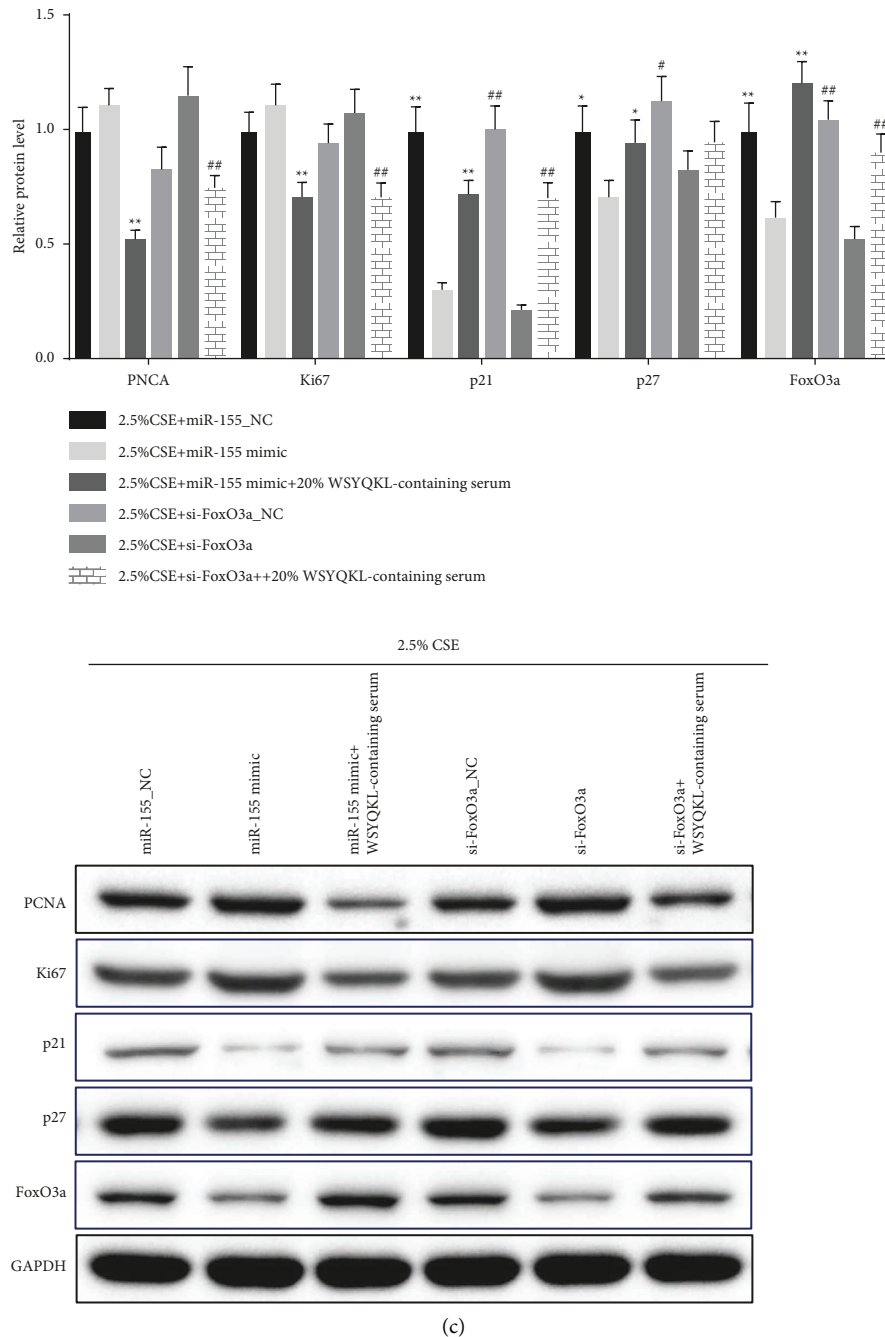 1.5
1.0
0.5
0.0
Relative protein level
**
##
**
##
**
**
##
##
*
*
#
**
**
##
##
PNCA Ki67 p21 p27 FoxO3a
2.5%CSE+miR-155_NC
2.5%CSE+miR-155 mimic
2.5%CSE+miR-155 mimic+20% WSYQKL-containing serum
2.5%CSE+si-FoxO3a_NC
2.5%CSE+si-FoxO3a
2.5%CSE+si-FoxO3a++20% WSYQKL-containing serum
2.5% CSE
miR-155_NC
miR-155 mimic
miR-155 mimic+
WSYQKL-containing serum
si-FoxO3a_NC
si-FoxO3a
si-FoxO3a+
WSYQKL-containing serum
PCNA
Ki67
p21
p27
FoxO3a
GAPDH
(c)